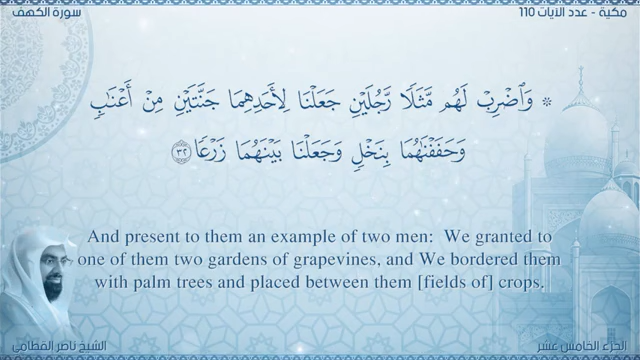 سورة الكهف
مكية - عدد الآيات 110
۞ وَٱضْرِبْ لَهُم مَّثَلًا رَّجُلَيْنِ جَعَلْنَا لِأَحَدِهِمَا جَنَّتَيْنِ مِنْ أَعْنَٰبٍ
وَحَفَفْنَٰهُمَا بِنَخْلٍ وَجَعَلْنَا بَيْنَهُمَا زَرْعًا ٣٢
And present to them an example of two men: We granted to
one of them two gardens of grapevines, and We bordered them
with palm trees and placed between them [fields of] crops.
الشيخ ناصر القطامي
الجزء الخامس عشر